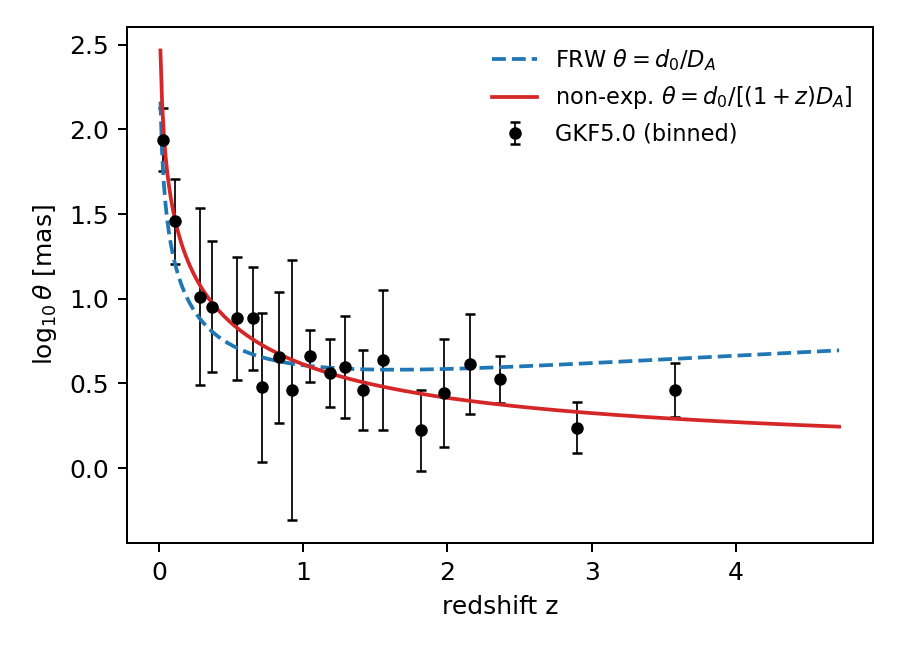 2.5
2.0
1.5
1.0
0.5
0.0
log₁₀ θ [mas]
FRW θ = d₀/D_A
non-exp. θ = d₀/[(1 + z)D_A]
GKF5.0 (binned)
0 1 2 3 4
redshift z